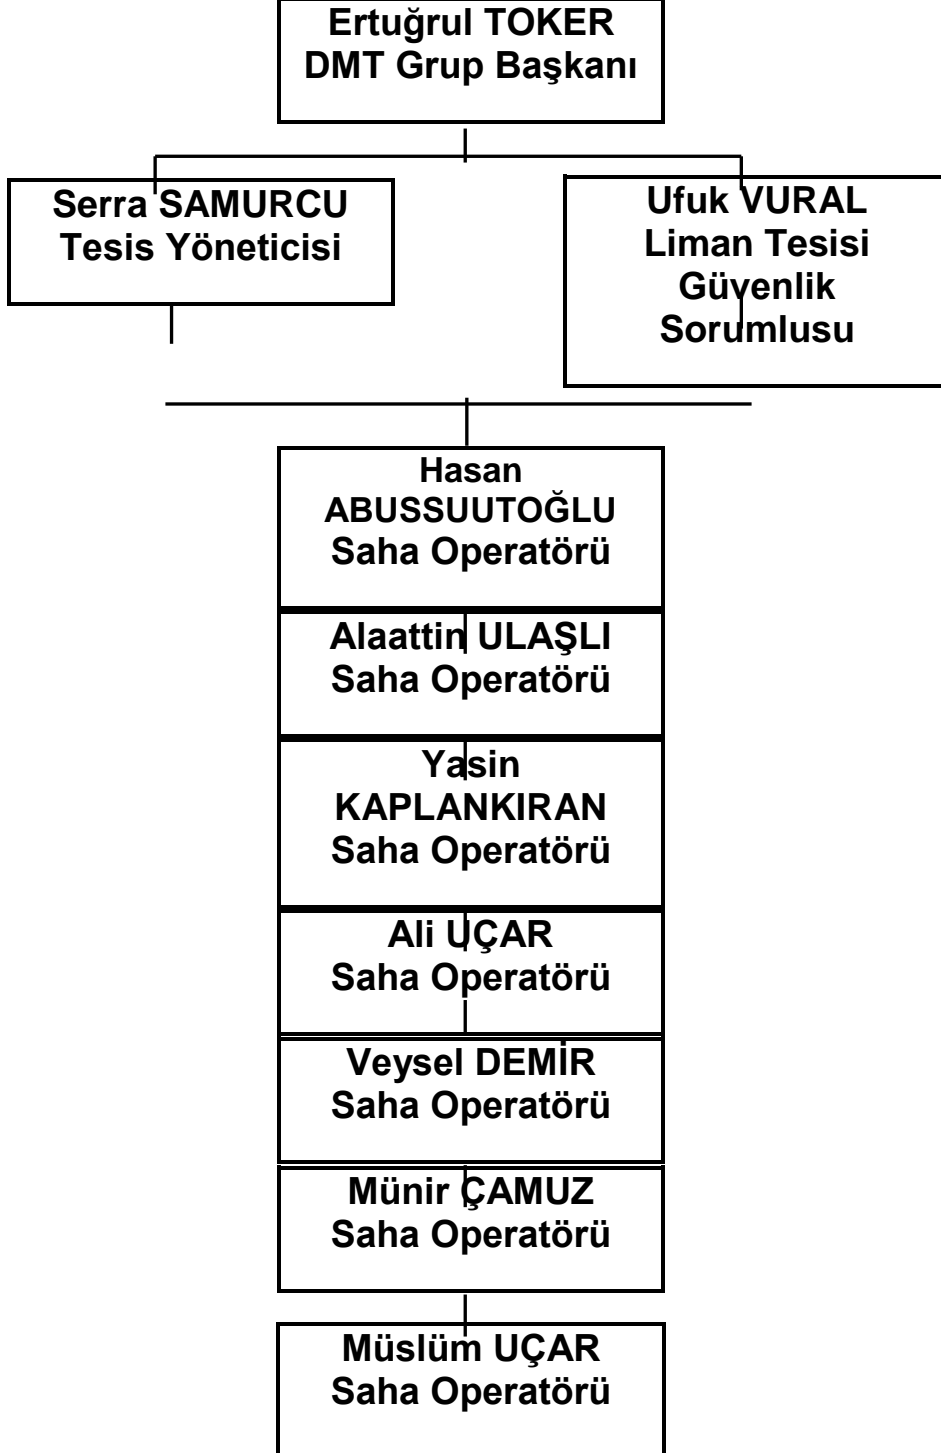 Ertuğrul TOKER
DMT Grup Başkanı
Serra SAMURCU
Tesis Yöneticisi
Ufuk VURAL
Liman Tesisi
Güvenlik
Sorumlusu
Hasan
ABUSSUUTOĞLU
Saha Operatörü
Alaattin ULAŞLI
Saha Operatörü
Yasin
KAPLANKIRAN
Saha Operatörü
Ali UÇAR
Saha Operatörü
Veysel DEMİR
Saha Operatörü
Münir ÇAMUZ
Saha Operatörü
Müslüm UÇAR
Saha Operatörü